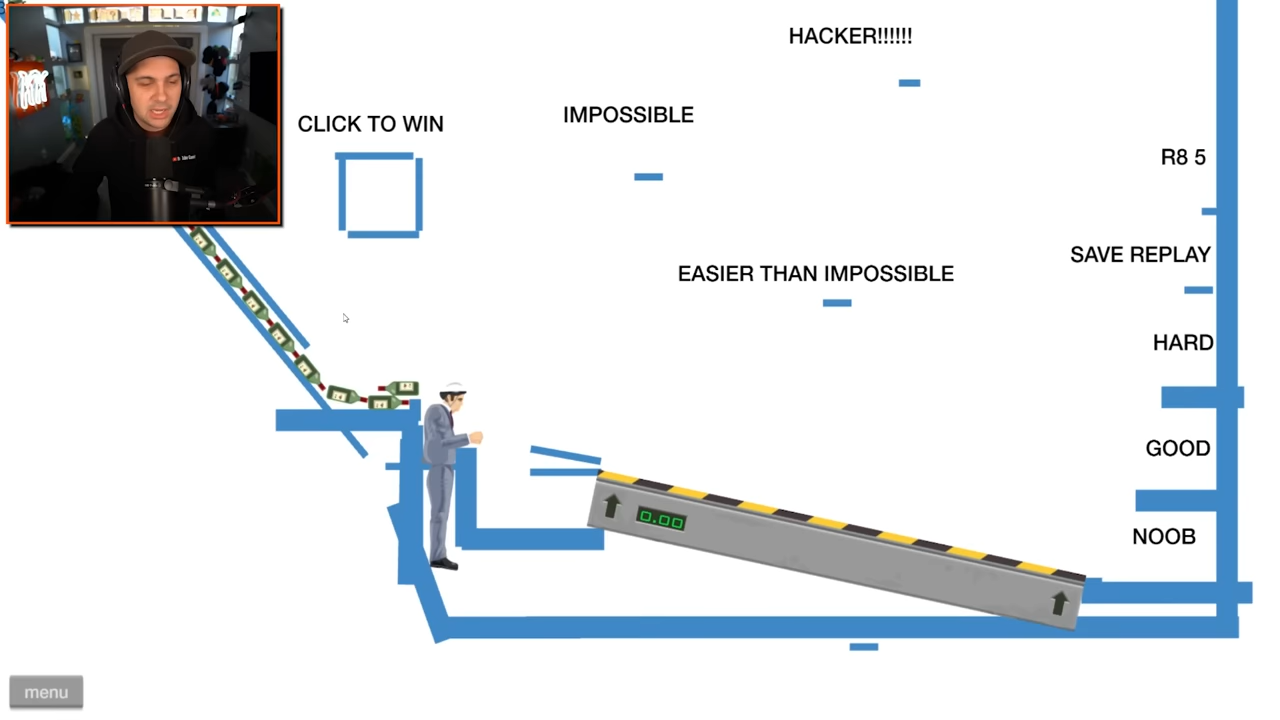 HACKER!!!!!!
IMPOSSIBLE
CLICK TO WIN
R8 5
SAVE REPLAY
EASIER THAN IMPOSSIBLE
HARD
GOOD
0.00
NOOB
menu